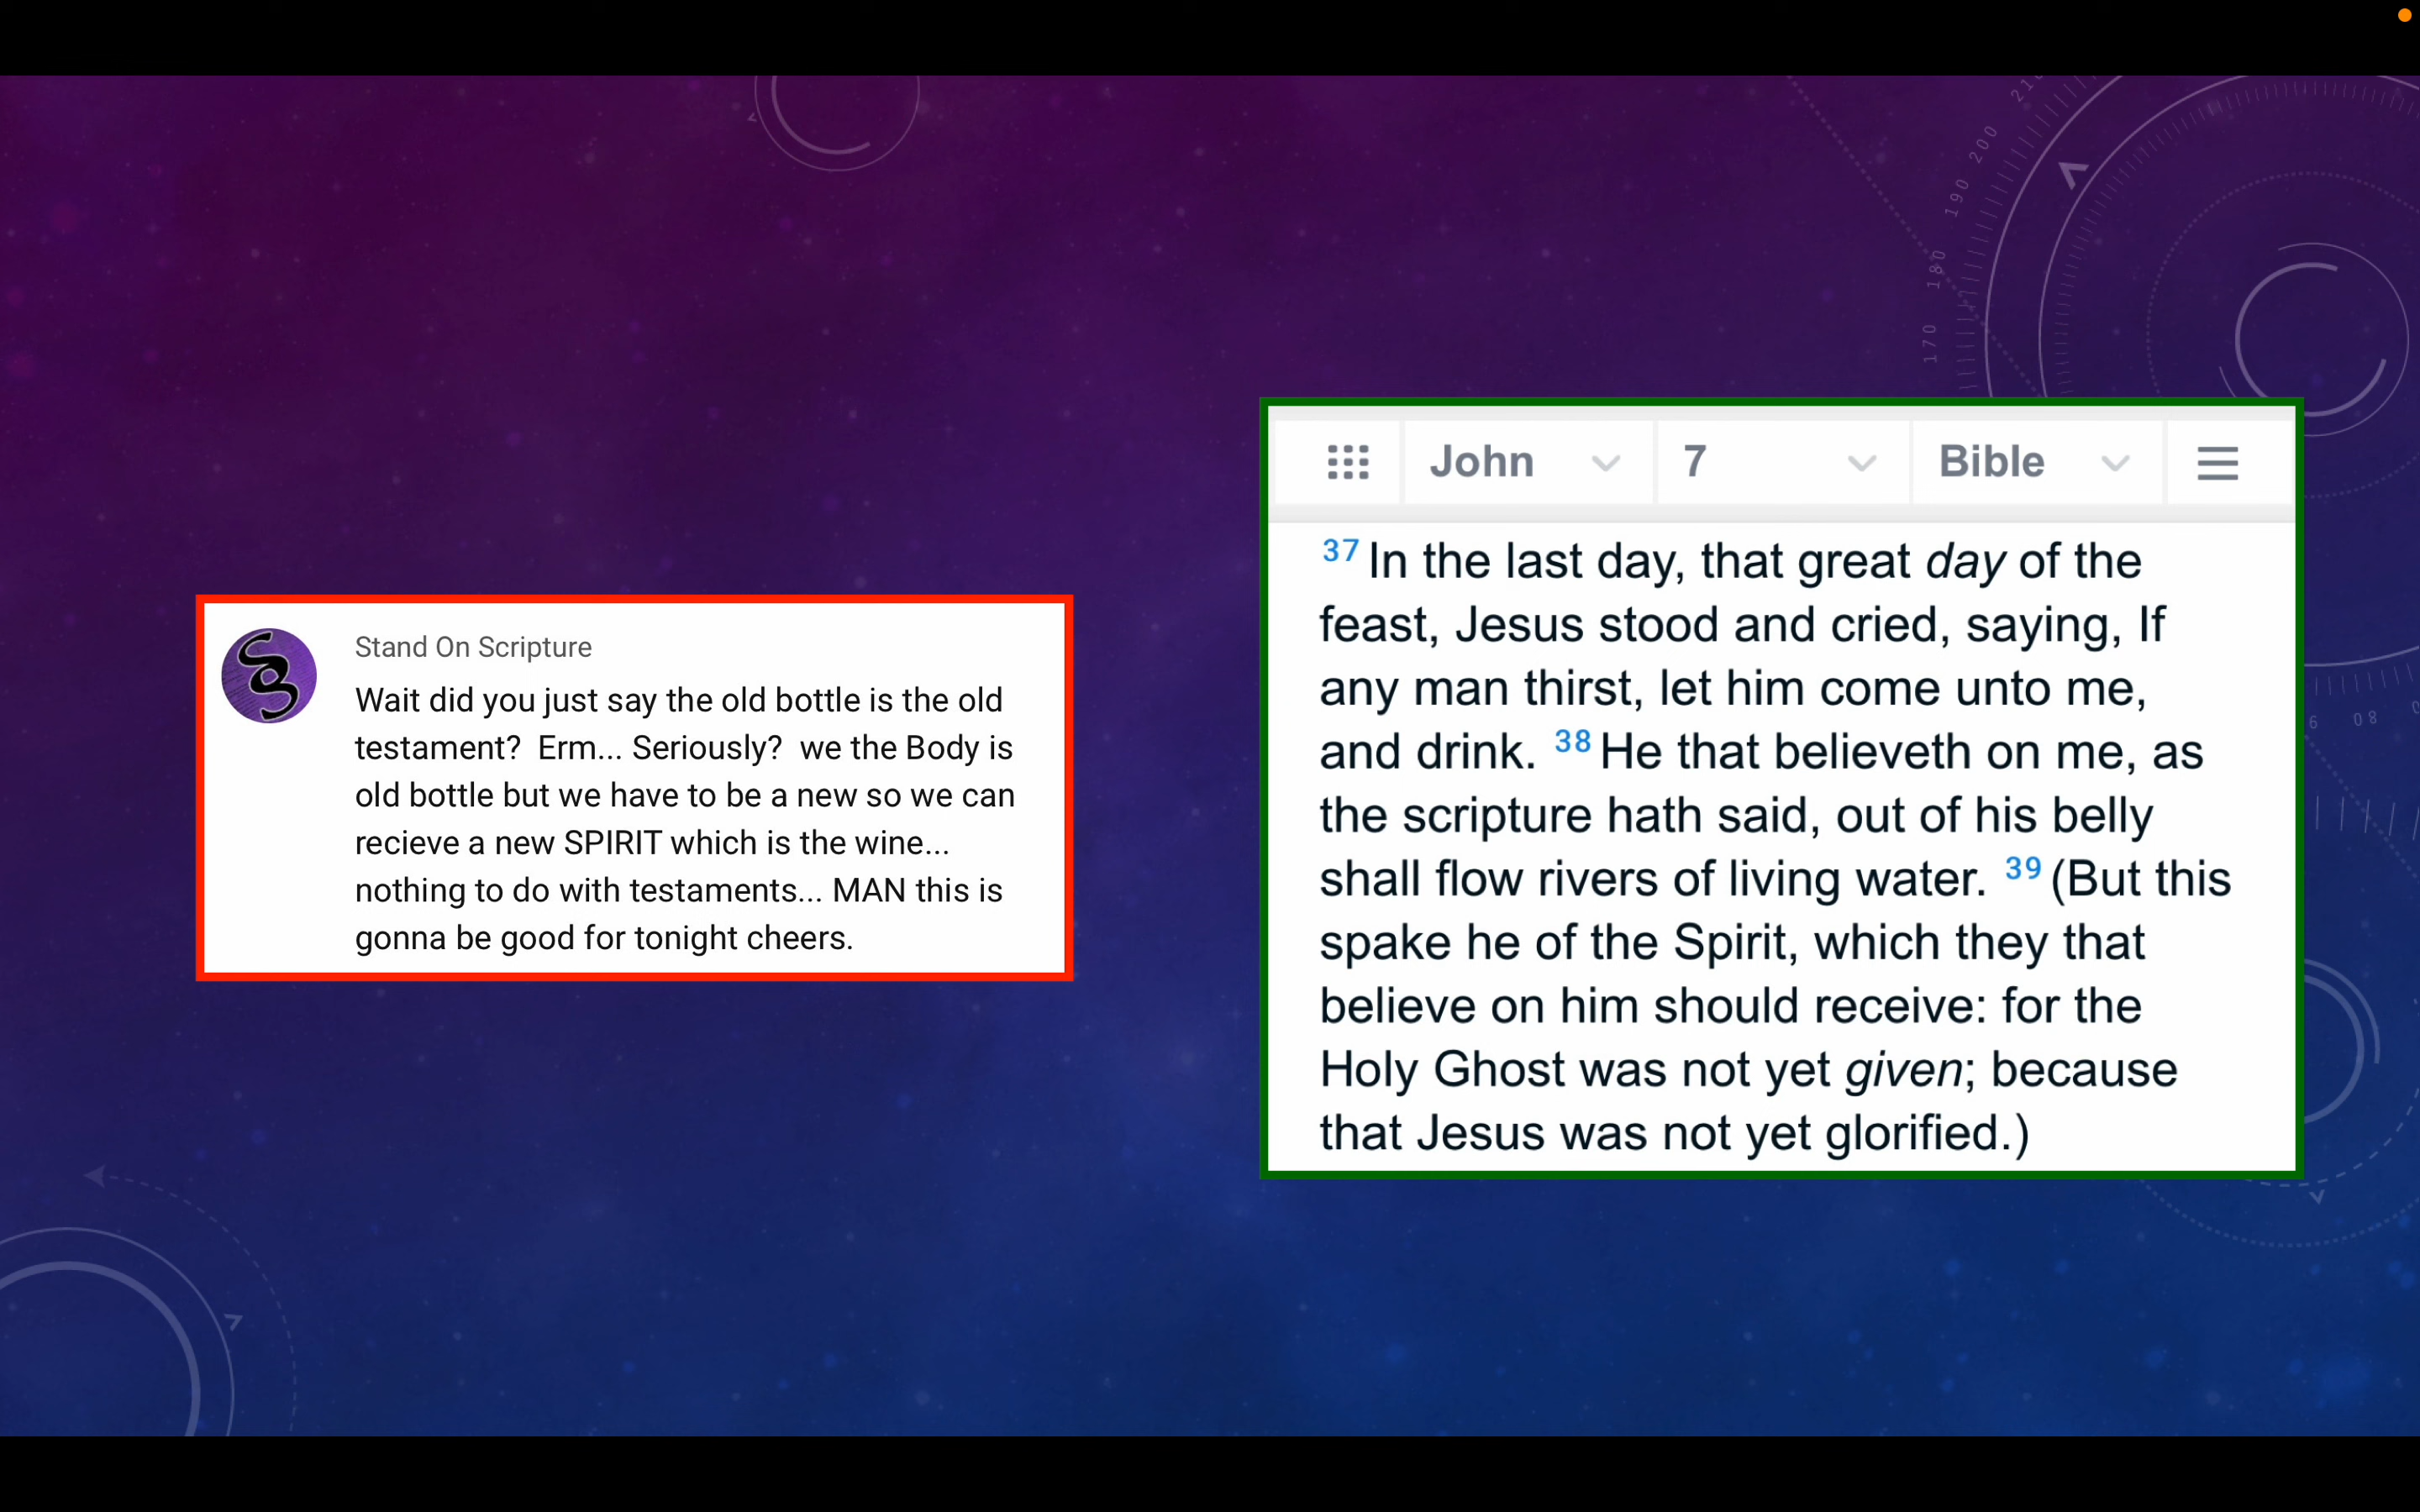 Stand On Scripture
Wait did you just say the old bottle is the old
testament?  Erm... Seriously?  we the Body is
old bottle but we have to be a new so we can
recieve a new SPIRIT which is the wine...
nothing to do with testaments... MAN this is
gonna be good for tonight cheers.
John 7 Bible
37 In the last day, that great day of the
feast, Jesus stood and cried, saying, If
any man thirst, let him come unto me,
and drink. 38 He that believeth on me, as
the scripture hath said, out of his belly
shall flow rivers of living water. 39 (But this
spake he of the Spirit, which they that
believe on him should receive: for the
Holy Ghost was not yet given; because
that Jesus was not yet glorified.)
170
180
190
200
80